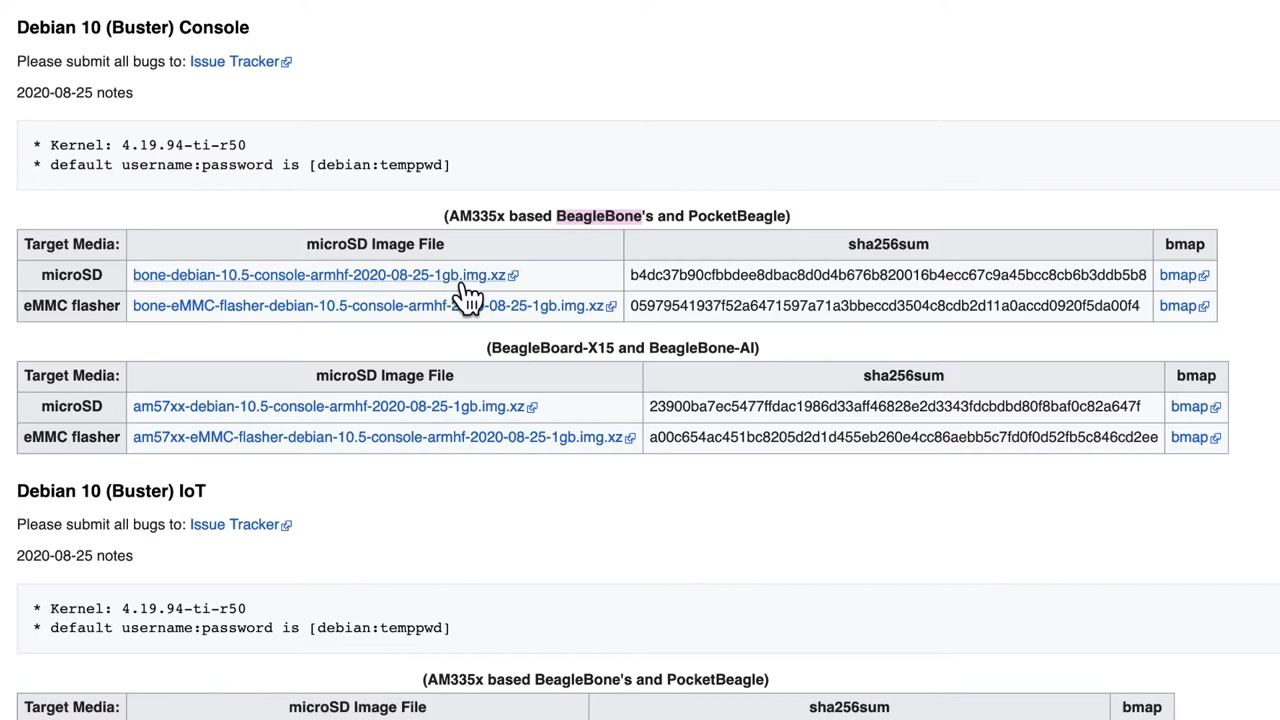 Debian 10 (Buster) Console
Please submit all bugs to: Issue Tracker
2020-08-25 notes
* Kernel: 4.19.94-ti-r50
* default username:password is [debian:temppwd]
(AM335x based BeagleBone's and PocketBeagle)
Target Media: microSD Image File sha256sum bmap
microSD bone-debian-10.5-console-armhf-2020-08-25-1gb.img.xz b4dc37b90cfbbdee8dbac8d0d4b676b820016b4ecc67c9a45bcc8cb6b3ddb5b8 bmap
eMMC flasher bone-eMMC-flasher-debian-10.5-console-armhf-2 -08-25-1gb.img.xz 05979541937f52a6471597a71a3bbeccd3504c8cdb2d11a0accd0920f5da00f4 bmap
(BeagleBoard-X15 and BeagleBone-AI)
Target Media: microSD Image File sha256sum bmap
microSD am57xx-debian-10.5-console-armhf-2020-08-25-1gb.img.xz 23900ba7ec5477ffdac1986d33aff46828e2d3343fdcbdbd80f8baf0c82a647f bmap
eMMC flasher am57xx-eMMC-flasher-debian-10.5-console-armhf-2020-08-25-1gb.img.xz a00c654ac451bc8205d2d1d455eb260e4cc86aebb5c7fd0f0d52fb5c846cd2ee bmap
Debian 10 (Buster) IoT
Please submit all bugs to: Issue Tracker
2020-08-25 notes
* Kernel: 4.19.94-ti-r50
* default username:password is [debian:temppwd]
(AM335x based BeagleBone's and PocketBeagle)
Target Media: microSD Image File sha256sum bmap